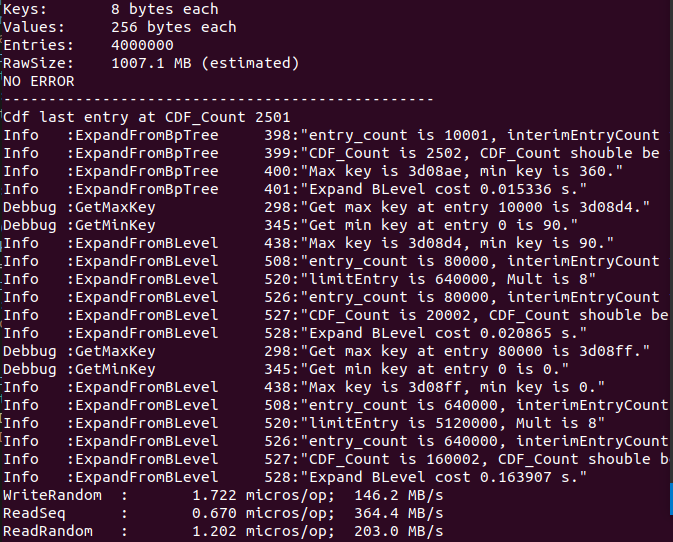 Keys:       8 bytes each
Values:     256 bytes each
Entries:    4000000
RawSize:    1007.1 MB (estimated)
NO ERROR
------------------------------------------------
Cdf last entry at CDF_Count 2501
Info   :ExpandFromBpTree     398:"entry_count is 10001, interimEntryCount
Info   :ExpandFromBpTree     399:"CDF_Count is 2502, CDF_Count shouble be
Info   :ExpandFromBpTree     400:"Max key is 3d08ae, min key is 360."
Info   :ExpandFromBpTree     401:"Expand BLevel cost 0.015336 s."
Debbug :GetMaxKey            298:"Get max key at entry 10000 is 3d08d4."
Debbug :GetMinKey            345:"Get min key at entry 0 is 90."
Info   :ExpandFromBLevel     438:"Max key is 3d08d4, min key is 90."
Info   :ExpandFromBLevel     508:"entry_count is 80000, interimEntryCount
Info   :ExpandFromBLevel     520:"limitEntry is 640000, Mult is 8"
Info   :ExpandFromBLevel     526:"entry_count is 80000, interimEntryCount
Info   :ExpandFromBLevel     527:"CDF_Count is 20002, CDF_Count shouble be
Info   :ExpandFromBLevel     528:"Expand BLevel cost 0.020865 s."
Debbug :GetMaxKey            298:"Get max key at entry 80000 is 3d08ff."
Debbug :GetMinKey            345:"Get min key at entry 0 is 0."
Info   :ExpandFromBLevel     438:"Max key is 3d08ff, min key is 0."
Info   :ExpandFromBLevel     508:"entry_count is 640000, interimEntryCount
Info   :ExpandFromBLevel     520:"limitEntry is 5120000, Mult is 8"
Info   :ExpandFromBLevel     526:"entry_count is 640000, interimEntryCount
Info   :ExpandFromBLevel     527:"CDF_Count is 160002, CDF_Count shouble be
Info   :ExpandFromBLevel     528:"Expand BLevel cost 0.163907 s."
WriteRandom  :       1.722 micros/op;  146.2 MB/s
ReadSeq      :       0.670 micros/op;  364.4 MB/s
ReadRandom   :       1.202 micros/op;  203.0 MB/s